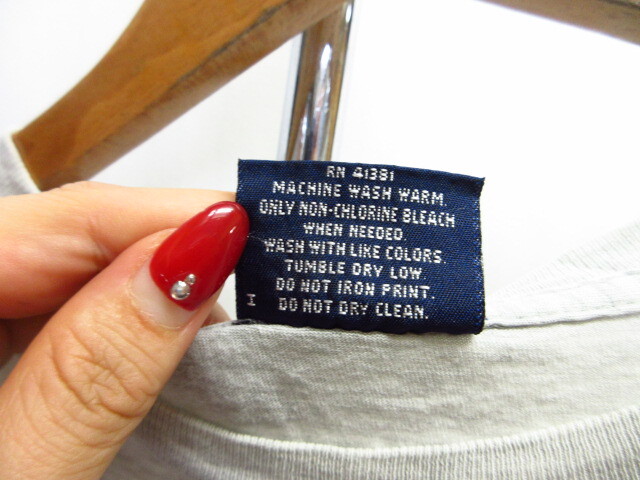 RN 41381
MACHINE WASH WARM.
ONLY NON-CHLORINE BLEACH
WHEN NEEDED.
WASH WITH LIKE COLORS.
TUMBLE DRY LOW.
DO NOT IRON PRINT.
I DO NOT DRY CLEAN.